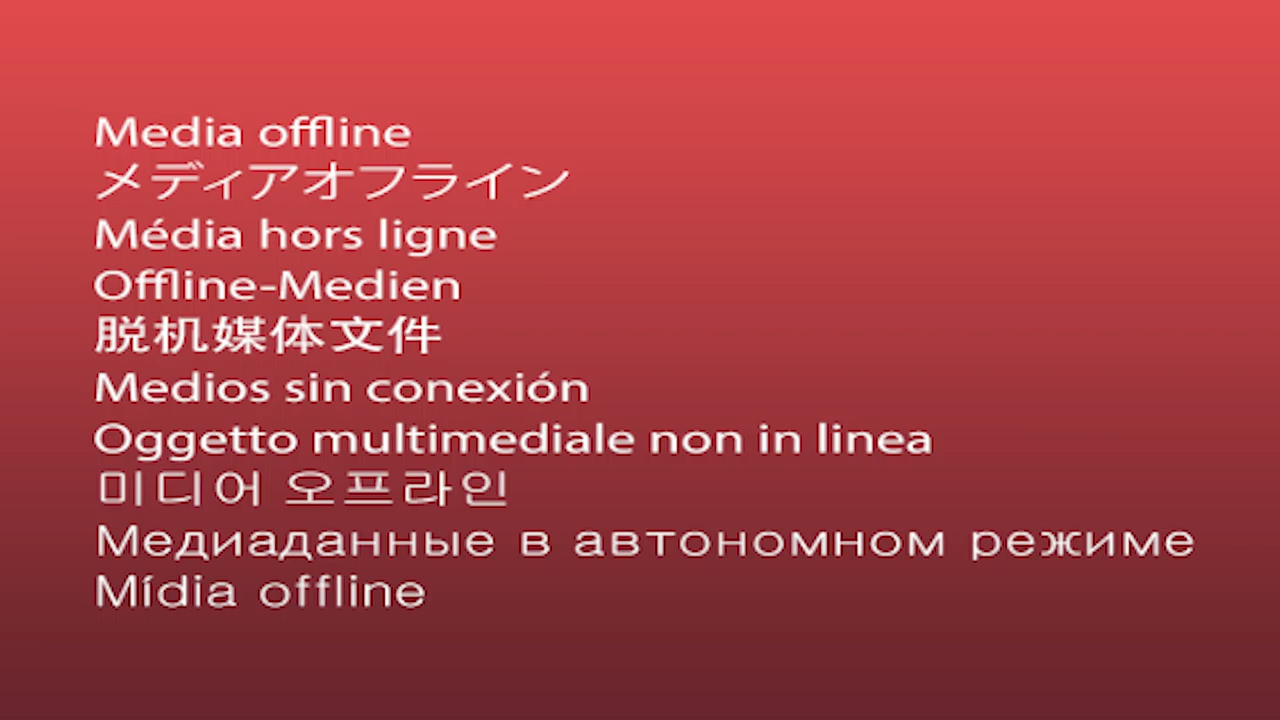 Media offline
メディアオフライン
Média hors ligne
Offline-Medien
脱机媒体文件
Medios sin conexión
Oggetto multimediale non in linea
미디어 오프라인
Медиаданные в автономном режиме
Mídia offline